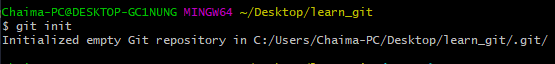 Chaima-PC@DESKTOP-GC1NUNG MINGW64 ~/Desktop/learn_git
$ git init
Initialized empty Git repository in C:/Users/Chaima-PC/Desktop/learn_git/.git/